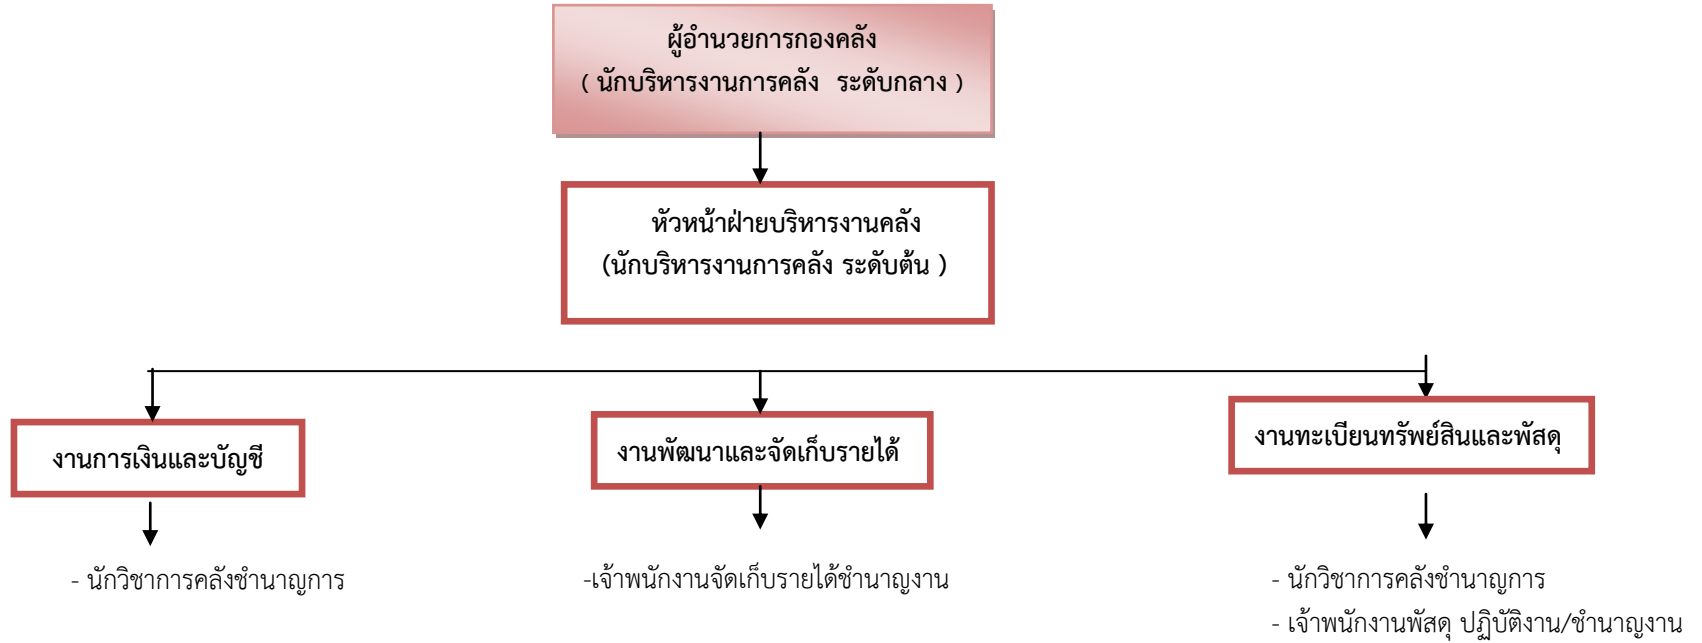 ผู้อำนวยการกองคลัง
( นักบริหารงานการคลัง ระดับกลาง )
หัวหน้าฝ่ายบริหารงานคลัง
(นักบริหารงานการคลัง ระดับต้น )
งานการเงินและบัญชี
งานพัฒนาและจัดเก็บรายได้
งานทะเบียนทรัพย์สินและพัสดุ
- นักวิชาการคลังชำนาญการ
-เจ้าพนักงานจัดเก็บรายได้ชำนาญงาน
- นักวิชาการคลังชำนาญการ
- เจ้าพนักงานพัสดุ ปฏิบัติงาน/ชำนาญงาน